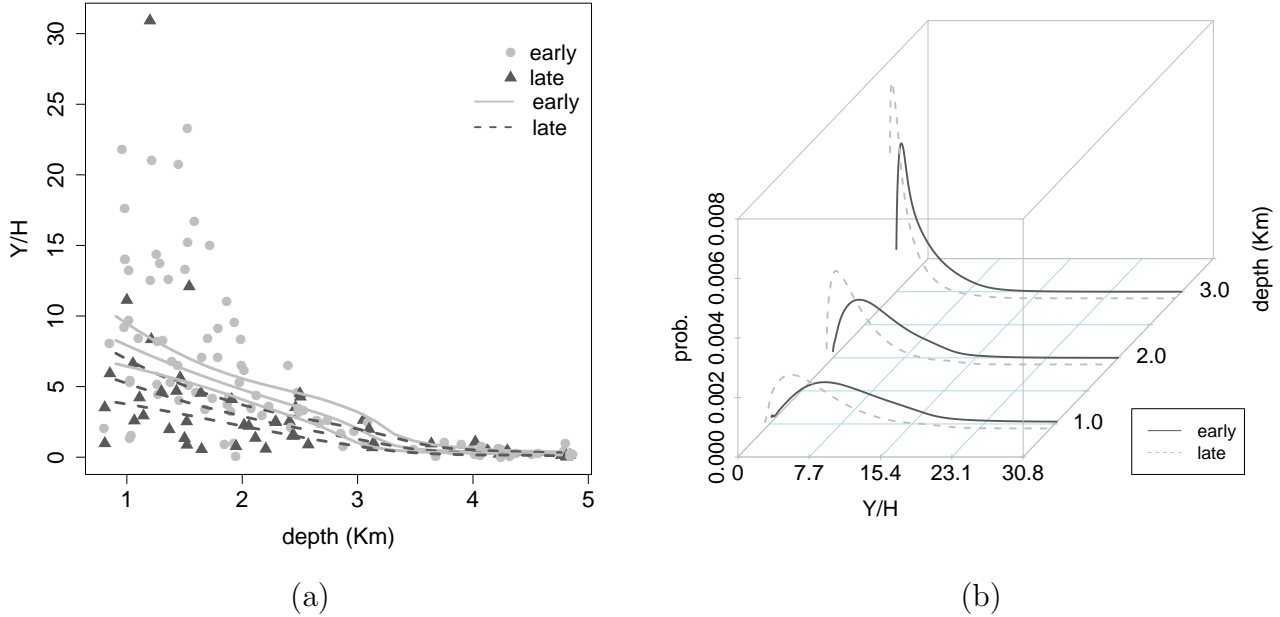 30
25
20
15
10
5
0
Y/H
early
late
early
late
1
2
3
4
5
depth (Km)
(a)
0.000 0.002 0.004 0.006 0.008
prob.
0
7.7
15.4
23.1
30.8
Y/H
1.0
2.0
3.0
depth (Km)
early
late
(b)